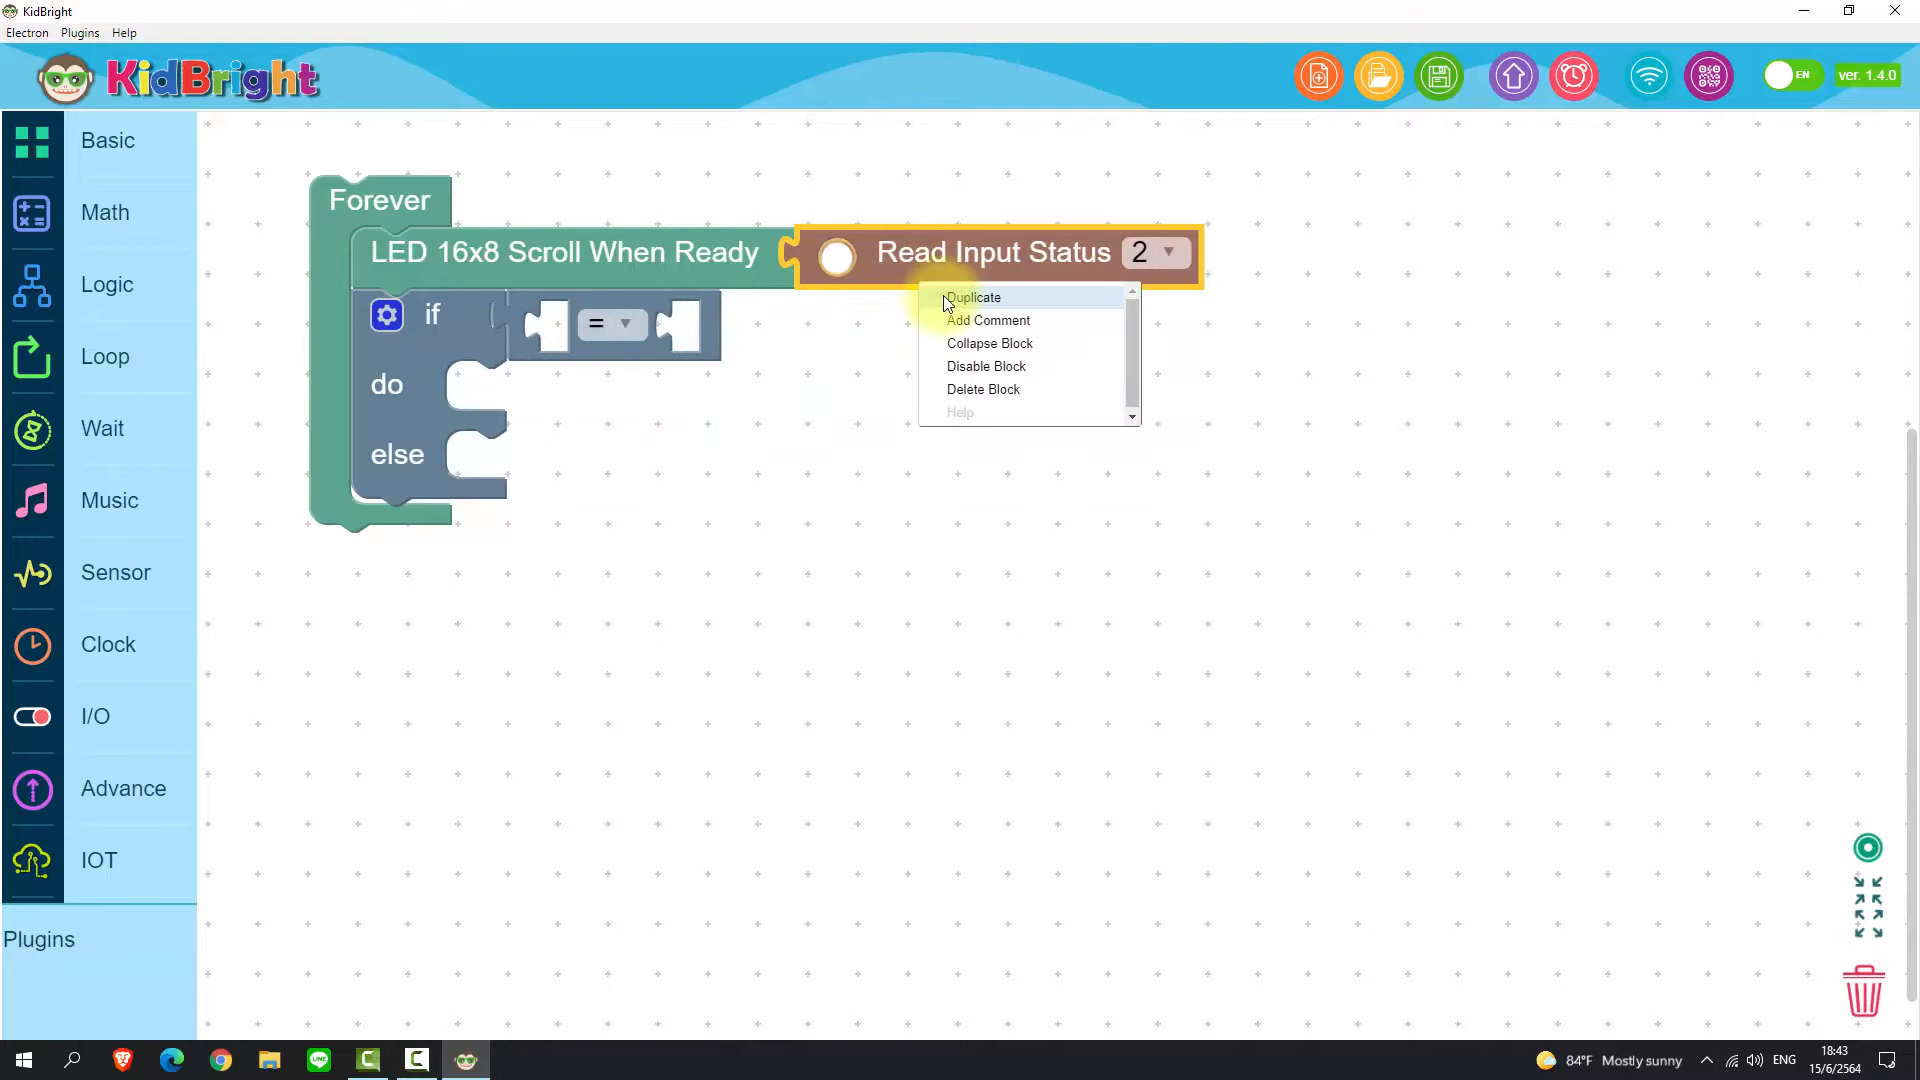 KidBright
Electron Plugins Help
KidBright
EN
ver. 1.4.0
Basic
Math
Logic
Loop
Wait
Music
Sensor
Clock
I/O
Advance
IOT
Plugins
Forever
LED 16x8 Scroll When Ready Read Input Status 2
if =
do
else
Duplicate
Add Comment
Collapse Block
Disable Block
Delete Block
Help
LINE
84°F Mostly sunny
ENG
18:43
15/6/2564